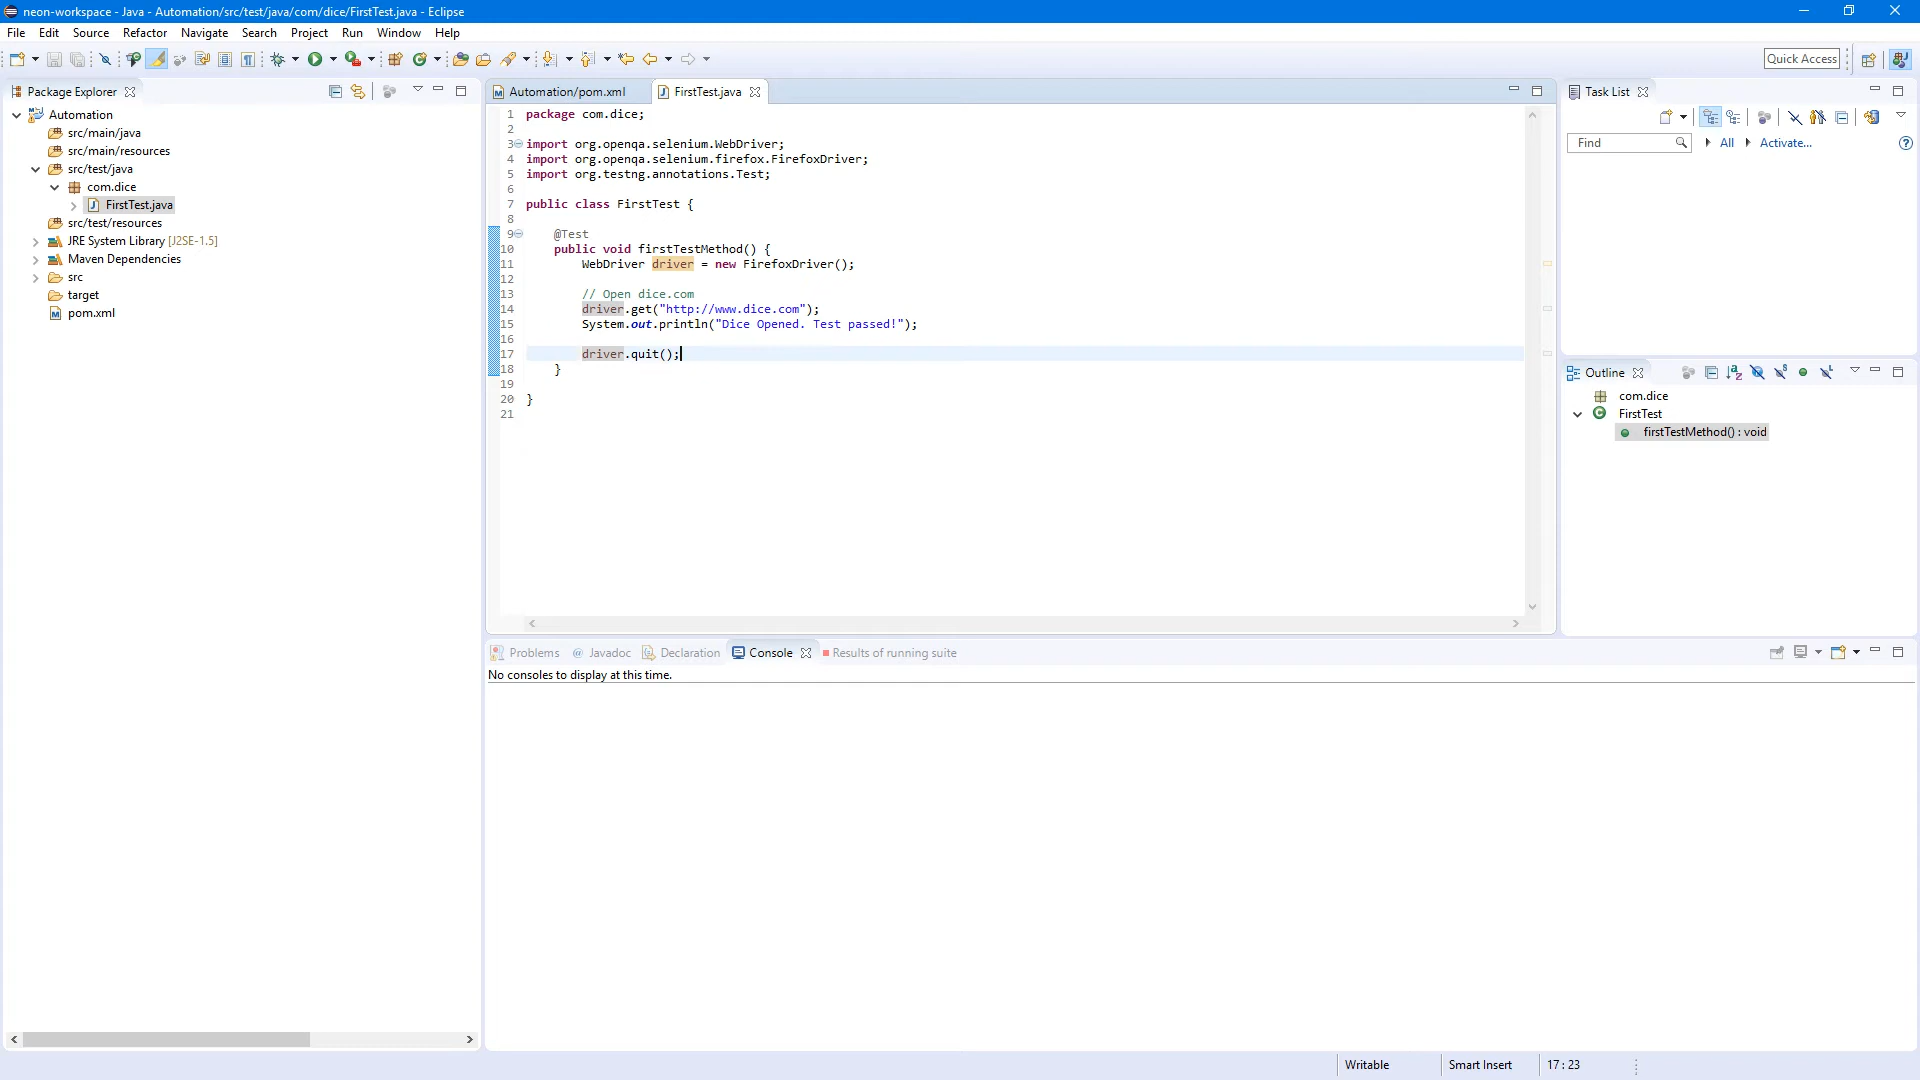 neon-workspace - Java - Automation/src/test/java/com/dice/FirstTest.java - Eclipse
File Edit Source Refactor Navigate Search Project Run Window Help
Quick Access
Package Explorer
Automation
src/main/java
src/main/resources
src/test/java
com.dice
FirstTest.java
src/test/resources
JRE System Library [J2SE-1.5]
Maven Dependencies
src
target
pom.xml
Automation/pom.xml FirstTest.java
1 package com.dice;
2
3 import org.openqa.selenium.WebDriver;
4 import org.openqa.selenium.firefox.FirefoxDriver;
5 import org.testng.annotations.Test;
6
7 public class FirstTest {
8
9 @Test
10 public void firstTestMethod() {
11 WebDriver driver = new FirefoxDriver();
12
13 // Open dice.com
14 driver.get("http://www.dice.com");
15 System.out.println("Dice Opened. Test passed!");
16
17 driver.quit();
18 }
19
20 }
21
Task List
Find All Activate...
Outline
com.dice
FirstTest
firstTestMethod() : void
Problems @ Javadoc Declaration Console Results of running suite
No consoles to display at this time.
Writable Smart Insert 17 : 23